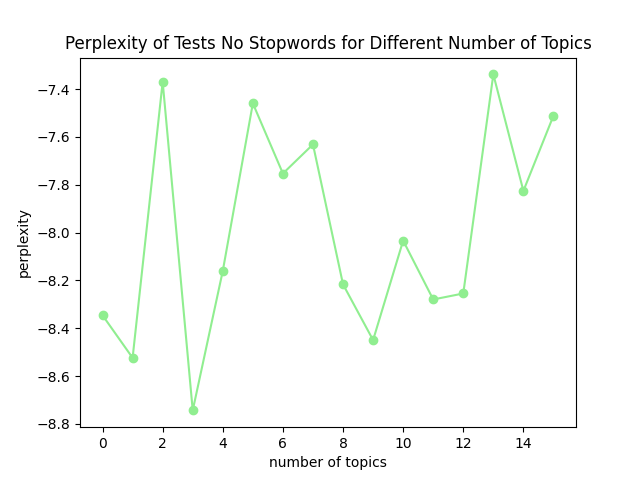 Perplexity of Tests No Stopwords for Different Number of Topics
perplexity
−7.4
−7.6
−7.8
−8.0
−8.2
−8.4
−8.6
−8.8
0 2 4 6 8 10 12 14
number of topics